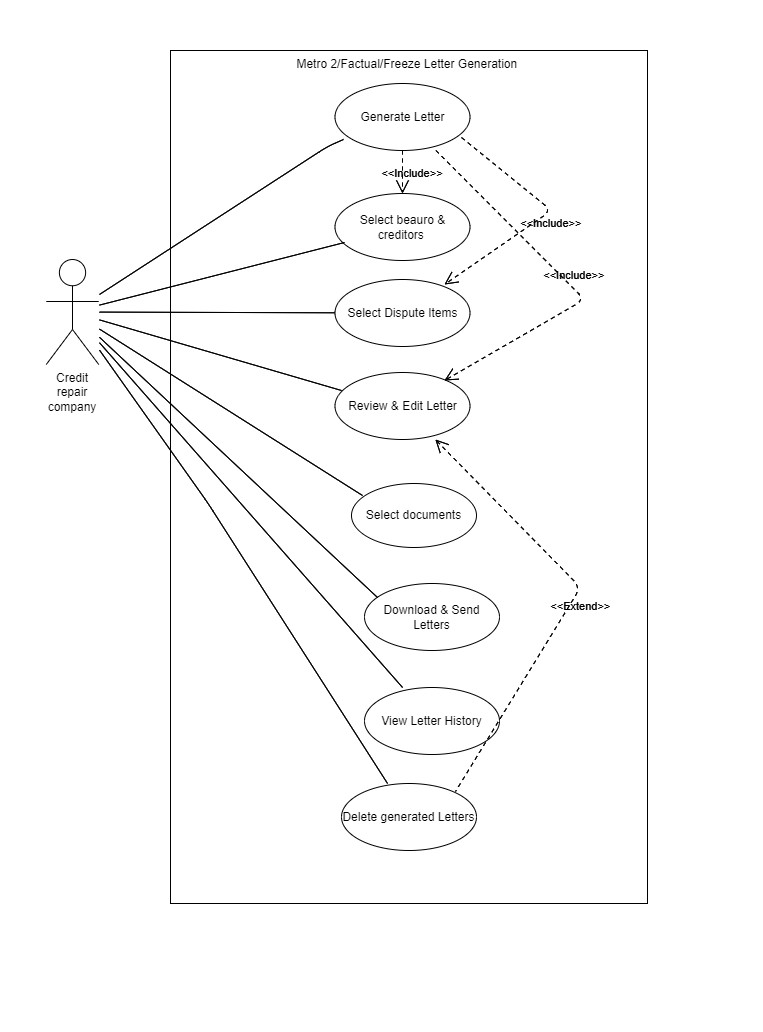 Metro 2/Factual/Freeze Letter Generation
Generate Letter
<<Include>>
Select beauro &
creditors
<<Include>>
<<Include>>
Select Dispute Items
Credit
repair
company
Review & Edit Letter
Select documents
<<Extend>>
Download & Send
Letters
View Letter History
Delete generated Letters